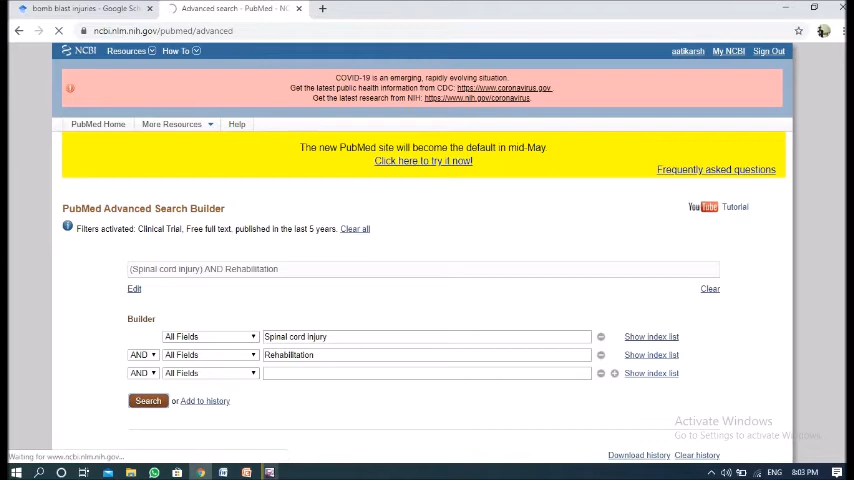 bomb blast injuries - Google Sch
Advanced search - PubMed - NC
ncbi.nlm.nih.gov/pubmed/advanced
NCBI Resources How To aatikarsh My NCBI Sign Out
COVID-19 is an emerging, rapidly evolving situation.
Get the latest public health information from CDC: https://www.coronavirus.gov
Get the latest research from NIH: https://www.nih.gov/coronavirus.
PubMed Home More Resources Help
The new PubMed site will become the default in mid-May.
Click here to try it now!
Frequently asked questions
PubMed Advanced Search Builder
YouTube Tutorial
Filters activated: Clinical Trial, Free full text, published in the last 5 years. Clear all
(Spinal cord injury) AND Rehabilitation
Edit Clear
Builder
All Fields Spinal cord injury Show index list
AND All Fields Rehabilitation Show index list
AND All Fields Show index list
Search or Add to history
Activate Windows
Go to Settings to activate Windows.
Download history Clear history
Waiting for www.ncbi.nlm.nih.gov...
ENG 8:03 PM